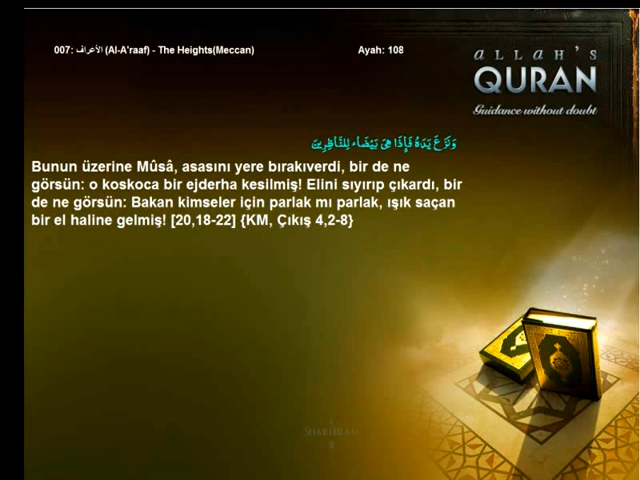 007: الأعراف (Al-A'raaf) - The Heights(Meccan) Ayah: 108
ALLAH'S
QURAN
Guidance without doubt
وَنَزَعَ يَدَهُ فَإِذَا هِيَ بَيْضَاء لِلنَّاظِرِينَ
Bunun üzerine Mûsâ, asasını yere bırakıverdi, bir de ne
görsün: o koskoca bir ejderha kesilmiş! Elini sıyırıp çıkardı, bir
de ne görsün: Bakan kimseler için parlak mı parlak, ışık saçan
bir el haline gelmiş! [20,18-22] {KM, Çıkış 4,2-8}